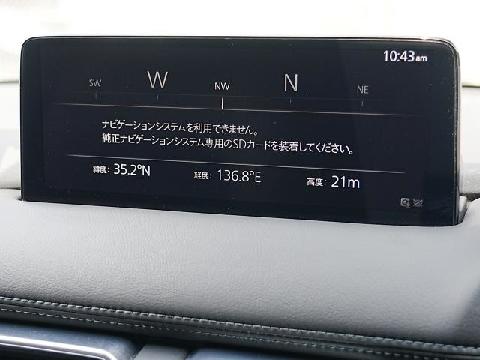 10:43am
SW W NW N NE
ナビゲーションシステムを利用できません。
純正ナビゲーションシステム専用のSDカードを装着してください。
緯度: 35.2°N 経度: 136.8°E 高度: 21m